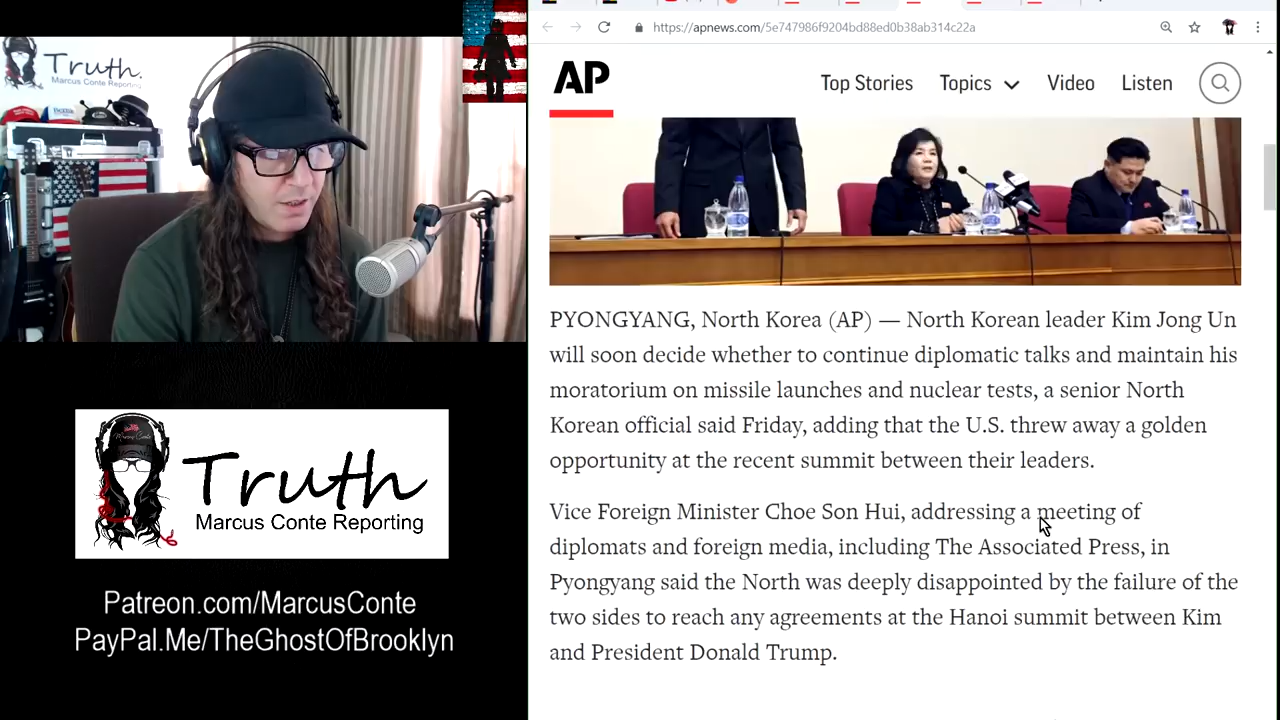 Truth.
Marcus Conte Reporting
https://apnews.com/5e747986f9204bd88ed0b38ab314c22a
AP
Top Stories
Topics
Video
Listen
PYONGYANG, North Korea (AP) — North Korean leader Kim Jong Un
will soon decide whether to continue diplomatic talks and maintain his
moratorium on missile launches and nuclear tests, a senior North
Korean official said Friday, adding that the U.S. threw away a golden
opportunity at the recent summit between their leaders.
Vice Foreign Minister Choe Son Hui, addressing a meeting of
diplomats and foreign media, including The Associated Press, in
Pyongyang said the North was deeply disappointed by the failure of the
two sides to reach any agreements at the Hanoi summit between Kim
and President Donald Trump.
Truth
Marcus Conte Reporting
Patreon.com/MarcusConte
PayPal.Me/TheGhostOfBrooklyn